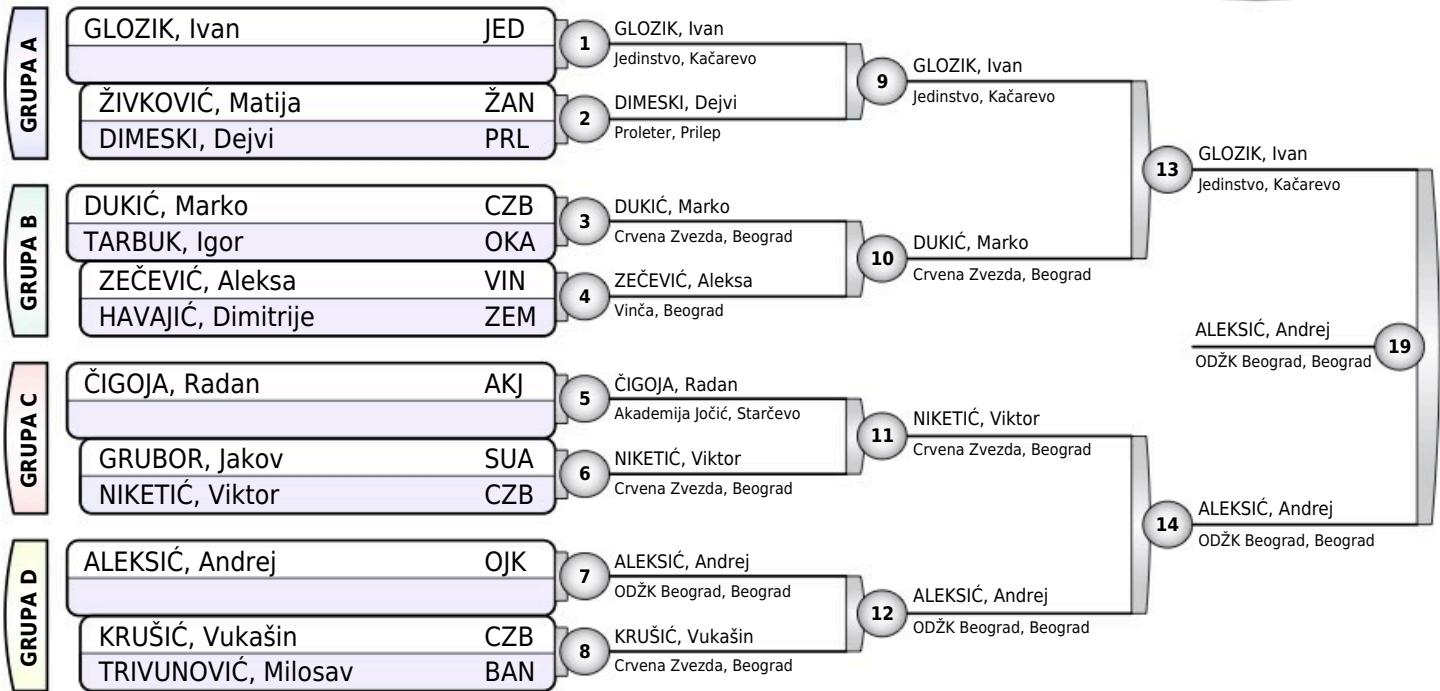 GRUPA A
GLOZIK, Ivan JED
ŽIVKOVIĆ, Matija ŽAN
DIMESKI, Dejvi PRL
GRUPA B
DUKIĆ, Marko CZB
TARBUK, Igor OKA
ZEČEVIĆ, Aleksa VIN
HAVAJIĆ, Dimitrije ZEM
GRUPA C
ČIGOJA, Radan AKJ
GRUBOR, Jakov SUA
NIKETIĆ, Viktor CZB
GRUPA D
ALEKSIĆ, Andrej OJK
KRUŠIĆ, Vukašin CZB
TRIVUNOVIĆ, Milosav BAN
1
GLOZIK, Ivan
Jedinstvo, Kačarevo
2
DIMESKI, Dejvi
Proleter, Prilep
3
DUKIĆ, Marko
Crvena Zvezda, Beograd
4
ZEČEVIĆ, Aleksa
Vinča, Beograd
5
ČIGOJA, Radan
Akademija Jočić, Starčevo
6
NIKETIĆ, Viktor
Crvena Zvezda, Beograd
7
ALEKSIĆ, Andrej
ODŽK Beograd, Beograd
8
KRUŠIĆ, Vukašin
Crvena Zvezda, Beograd
9
GLOZIK, Ivan
Jedinstvo, Kačarevo
10
DUKIĆ, Marko
Crvena Zvezda, Beograd
11
NIKETIĆ, Viktor
Crvena Zvezda, Beograd
12
ALEKSIĆ, Andrej
ODŽK Beograd, Beograd
13
GLOZIK, Ivan
Jedinstvo, Kačarevo
14
ALEKSIĆ, Andrej
ODŽK Beograd, Beograd
ALEKSIĆ, Andrej
ODŽK Beograd, Beograd
19